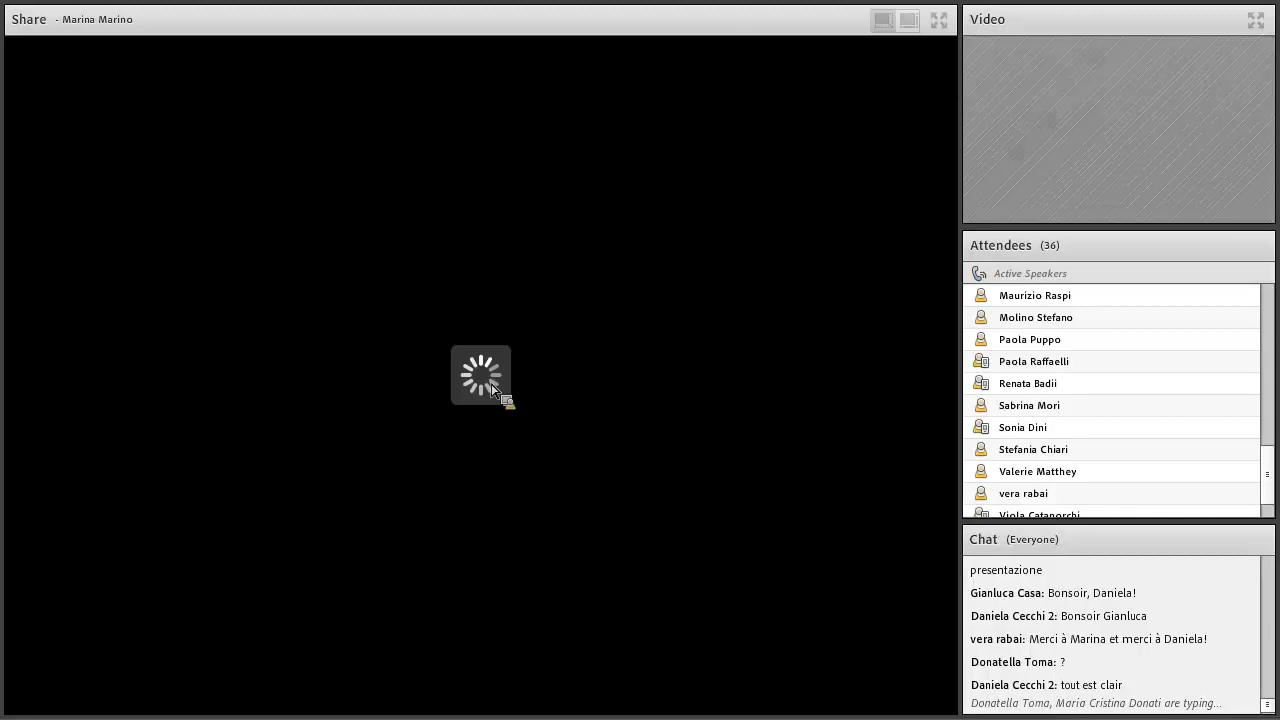 Share - Marina Marino
Video
Attendees (36)
Active Speakers
Maurizio Raspi
Molino Stefano
Paola Puppo
Paola Raffaelli
Renata Badii
Sabrina Mori
Sonia Dini
Stefania Chiari
Valerie Matthey
vera rabai
Viola Catanorchi
Chat (Everyone)
presentazione
Gianluca Casa: Bonsoir, Daniela!
Daniela Cecchi 2: Bonsoir Gianluca
vera rabai: Merci à Marina et merci à Daniela!
Donatella Toma: ?
Daniela Cecchi 2: tout est clair
Donatella Toma, Maria Cristina Donati are typing...